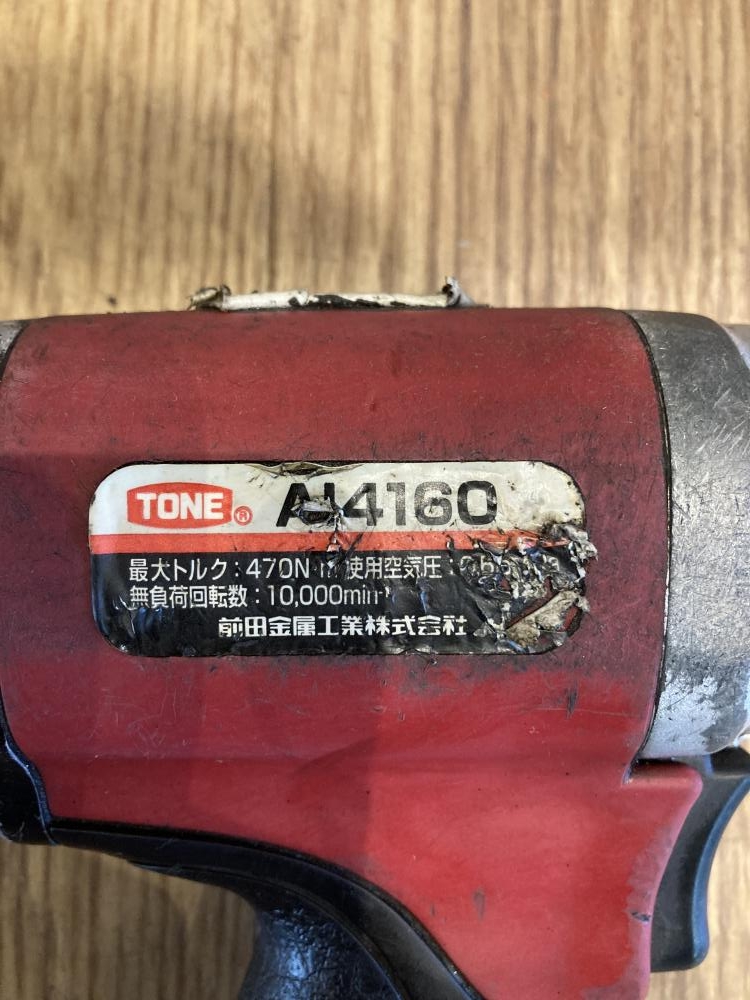 TONE® AI4160
最大トルク:470N·m 使用空気圧:
無負荷回転数:10,000min⁻¹
前田金属工業株式会社